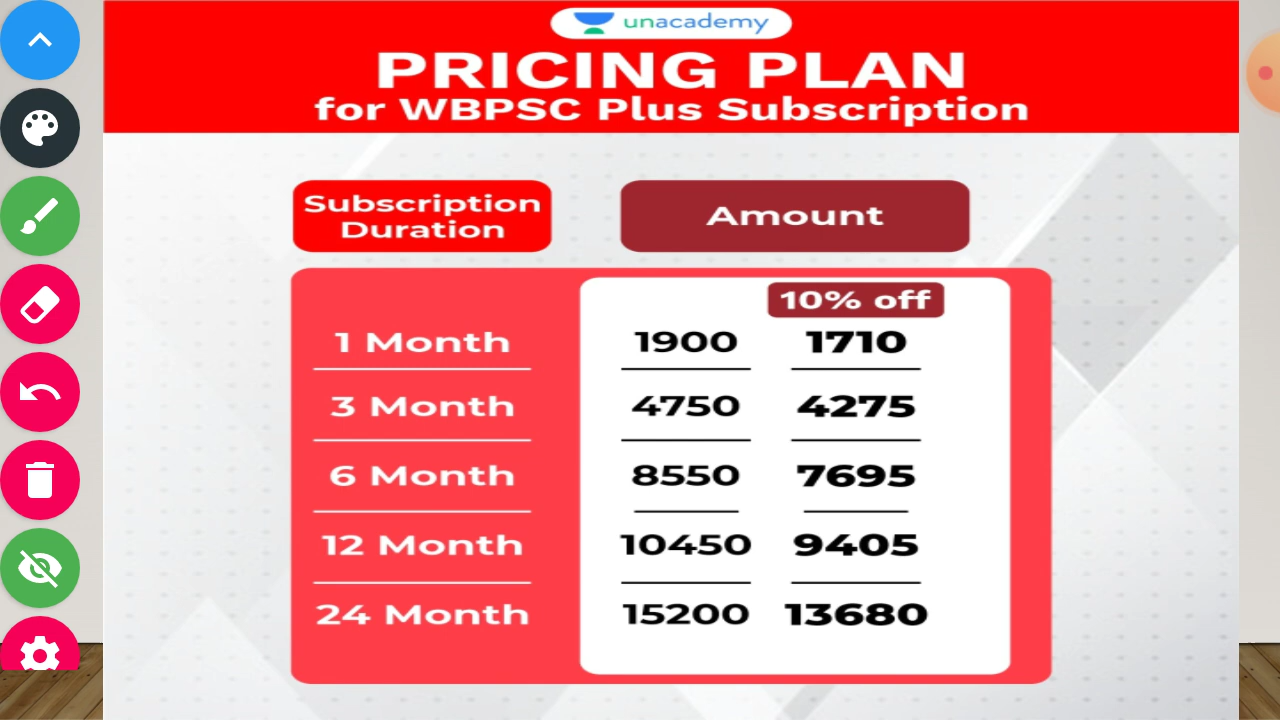 unacademy
PRICING PLAN
for WBPSC Plus Subscription
Subscription
Duration
Amount
10% off
1 Month 1900 1710
3 Month 4750 4275
6 Month 8550 7695
12 Month 10450 9405
24 Month 15200 13680